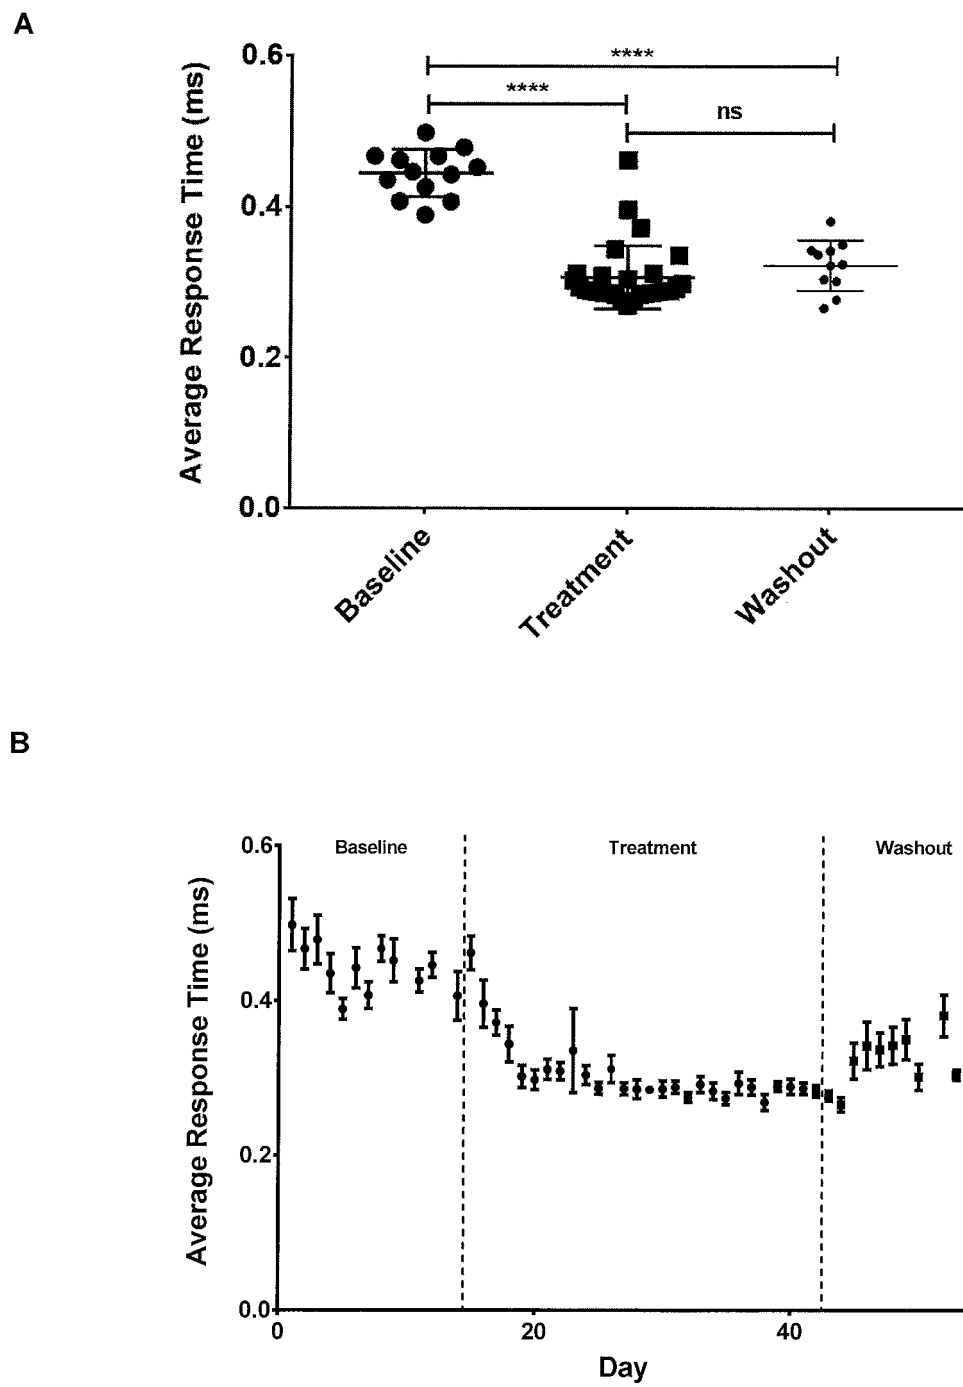 A
Average Response Time (ms)
0.6
0.4
0.2
0.0
****
****
ns
Baseline
Treatment
Washout
B
Average Response Time (ms)
0.6
0.4
0.2
0.0
Baseline
Treatment
Washout
0
20
40
Day